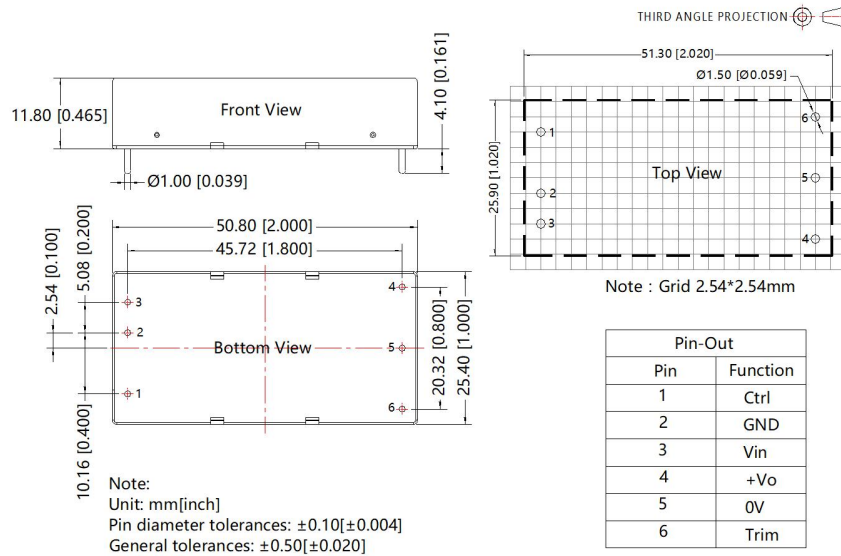 THIRD ANGLE PROJECTION
11.80 [0.465]
Front View
4.10 [0.161]
Ø1.00 [0.039]
51.30 [2.020]
Ø1.50 [Ø0.059]
25.90 [1.020]
6
1
Top View
5
2
3
4
Note : Grid 2.54*2.54mm
50.80 [2.000]
45.72 [1.800]
2.54 [0.100]
5.08 [0.200]
10.16 [0.400]
3
4
2
Bottom View
5
1
6
20.32 [0.800]
25.40 [1.000]
Pin-Out
Pin Function
1 Ctrl
2 GND
3 Vin
4 +Vo
5 0V
6 Trim
Note:
Unit: mm[inch]
Pin diameter tolerances: ±0.10[±0.004]
General tolerances: ±0.50[±0.020]